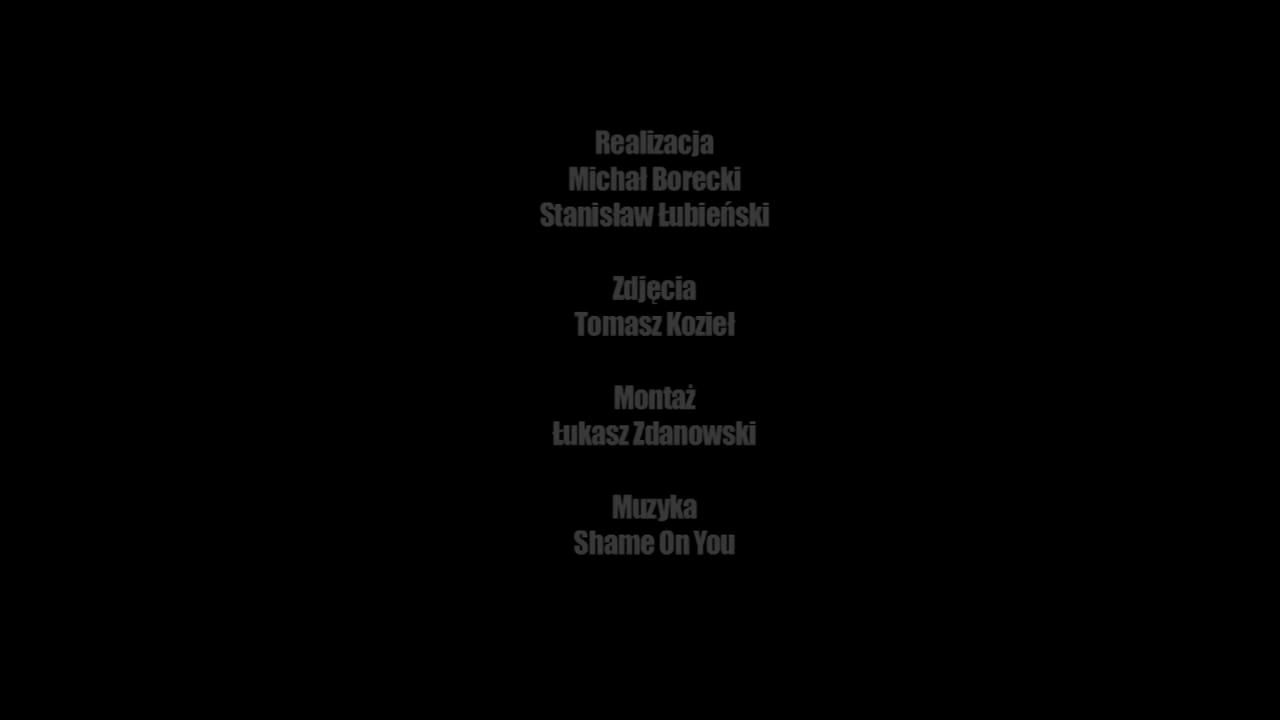 Realizacja
Michał Borecki
Stanisław Łubieński
Zdjęcia
Tomasz Kozieł
Montaż
Łukasz Zdanowski
Muzyka
Shame On You